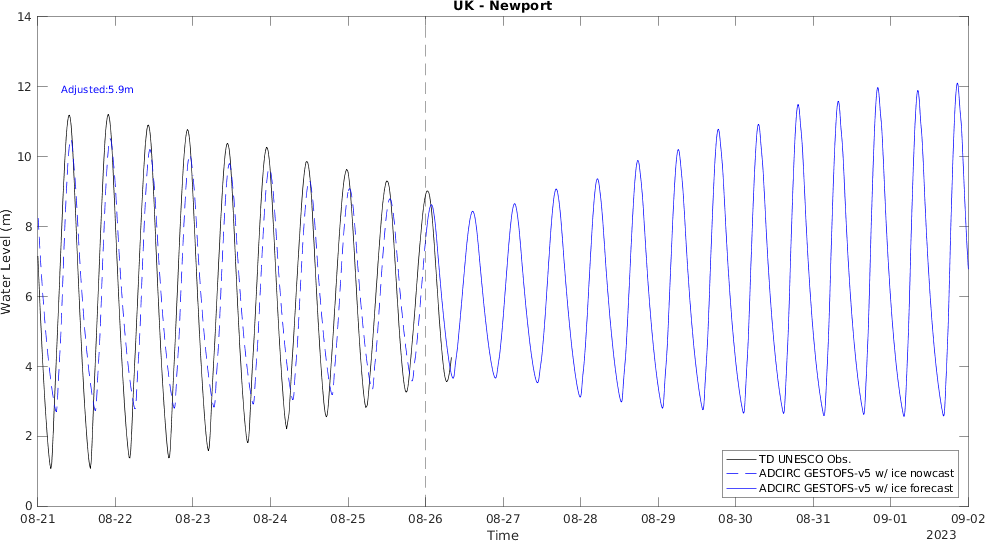 UK - Newport
14
12
10
8
6
4
2
0
Water Level (m)
Adjusted:5.9m
TD UNESCO Obs.
ADCIRC GESTOFS-v5 w/ ice nowcast
ADCIRC GESTOFS-v5 w/ ice forecast
08-21 08-22 08-23 08-24 08-25 08-26 08-27 08-28 08-29 08-30 08-31 09-01 09-02
Time
2023